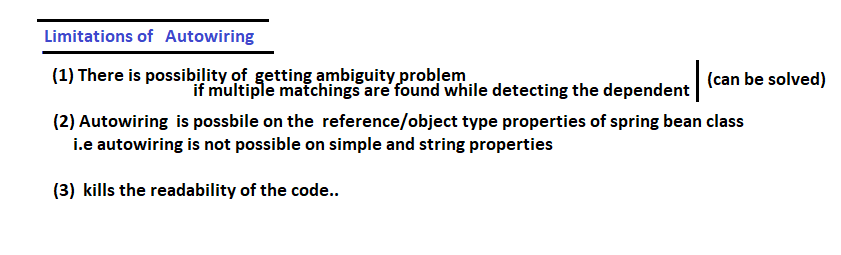 Limitations of Autowiring
(1) There is possibility of getting ambiguity problem
if multiple matchings are found while detecting the dependent
(can be solved)
(2) Autowiring is possbile on the reference/object type properties of spring bean class
i.e autowiring is not possible on simple and string properties
(3) kills the readability of the code..